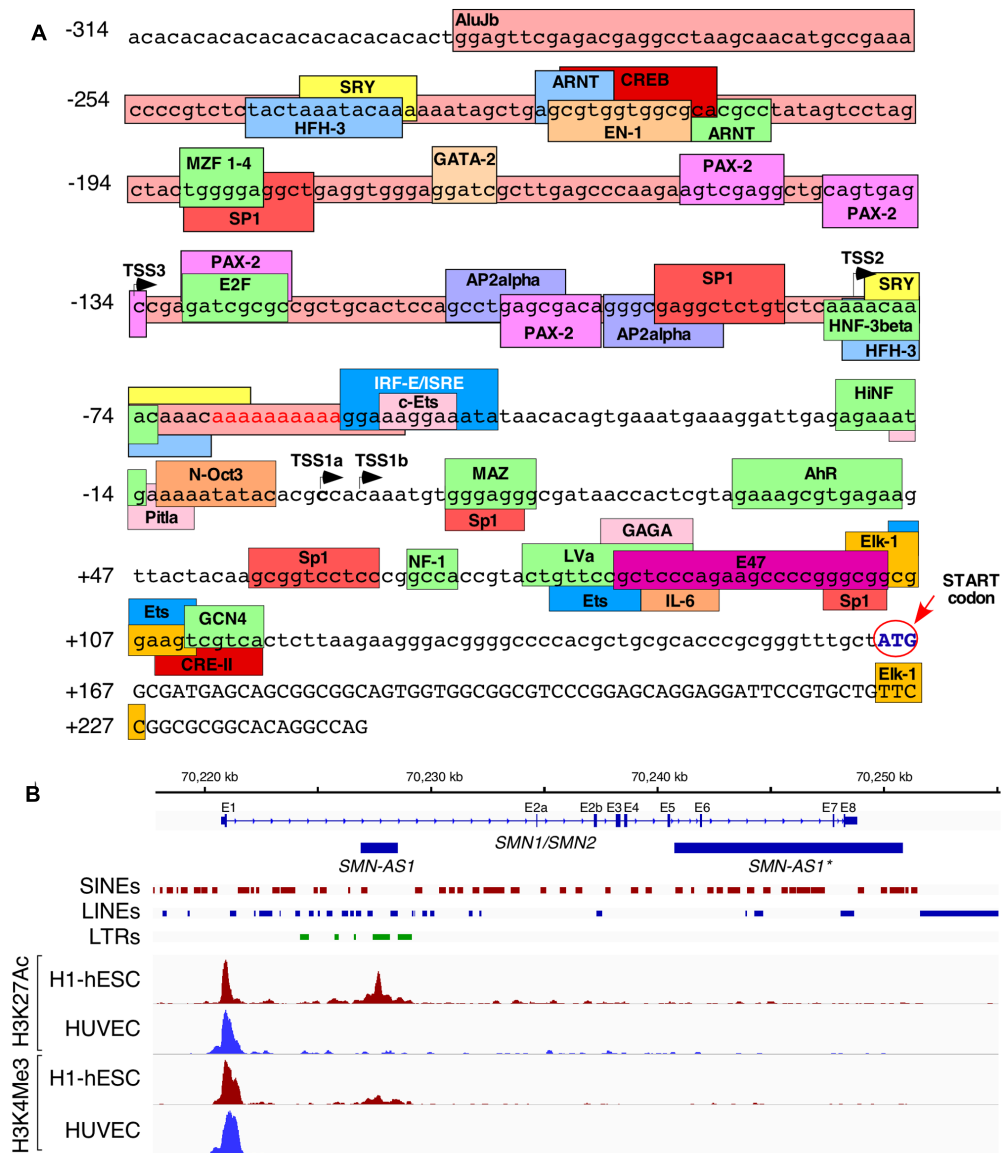 A
AluJb
-314 acacacacacacacacacacacactggagttcgagacgaggcctaagcaacatgccgaaa
SRY ARNT CREB
-254 ccccgtctctactaaatacaaaaaatagctgagcgtggtggcgcacgcctatagtcctag
HFH-3 EN-1 ARNT
MZF 1-4 GATA-2 PAX-2
-194 ctactggggaggctgaggtgggaggatcgcttgagcccaagaagtcgaggctgcagtgag
SP1 PAX-2
TSS3 PAX-2 E2F AP2alpha SP1 TSS2 SRY
-134 ccgagatcgcgccgctgcactccagcctgagcgacagggcgaggctctgtctcaaaacaa
PAX-2 AP2alpha HNF-3beta
HFH-3
IRF-E/ISRE
c-Ets HiNF
-74 acaaacaaaaaaaaaaggaaaggaaatataacacagtgaaatgaaaggattgagagaaat
N-Oct3 TSS1a TSS1b MAZ AhR
-14 gaaaaatatacacgccacaaatgtgggagggcgataaccactcgtagaaagcgtgagaag
Pitla Sp1
GAGA
Sp1 NF-1 LVa E47 Elk-1
+47 ttactacaagcggtcctcccggccaccgtactgttccgctcccagaagccccgggcggcg
Ets IL-6 Sp1
START
codon
Ets GCN4
+107 gaagtcgtcactcttaagaagggacggggccccacgctgcgcacccgcgggtttgctATG
CRE-II
Elk-1
+167 GCGATGAGCAGCGGCGGCAGTGGTGGCGGCGTCCCGGAGCAGGAGGATTCCGTGCTGTTC
+227 CGGCGCGGCACAGGCCAG
B
70,220 kb 70,230 kb 70,240 kb 70,250 kb
E1 E2a E2b E3 E4 E5 E6 E7 E8
SMN1/SMN2
SMN-AS1 SMN-AS1*
SINEs
LINEs
LTRs
H3K27Ac
H1-hESC
HUVEC
H3K4Me3
H1-hESC
HUVEC